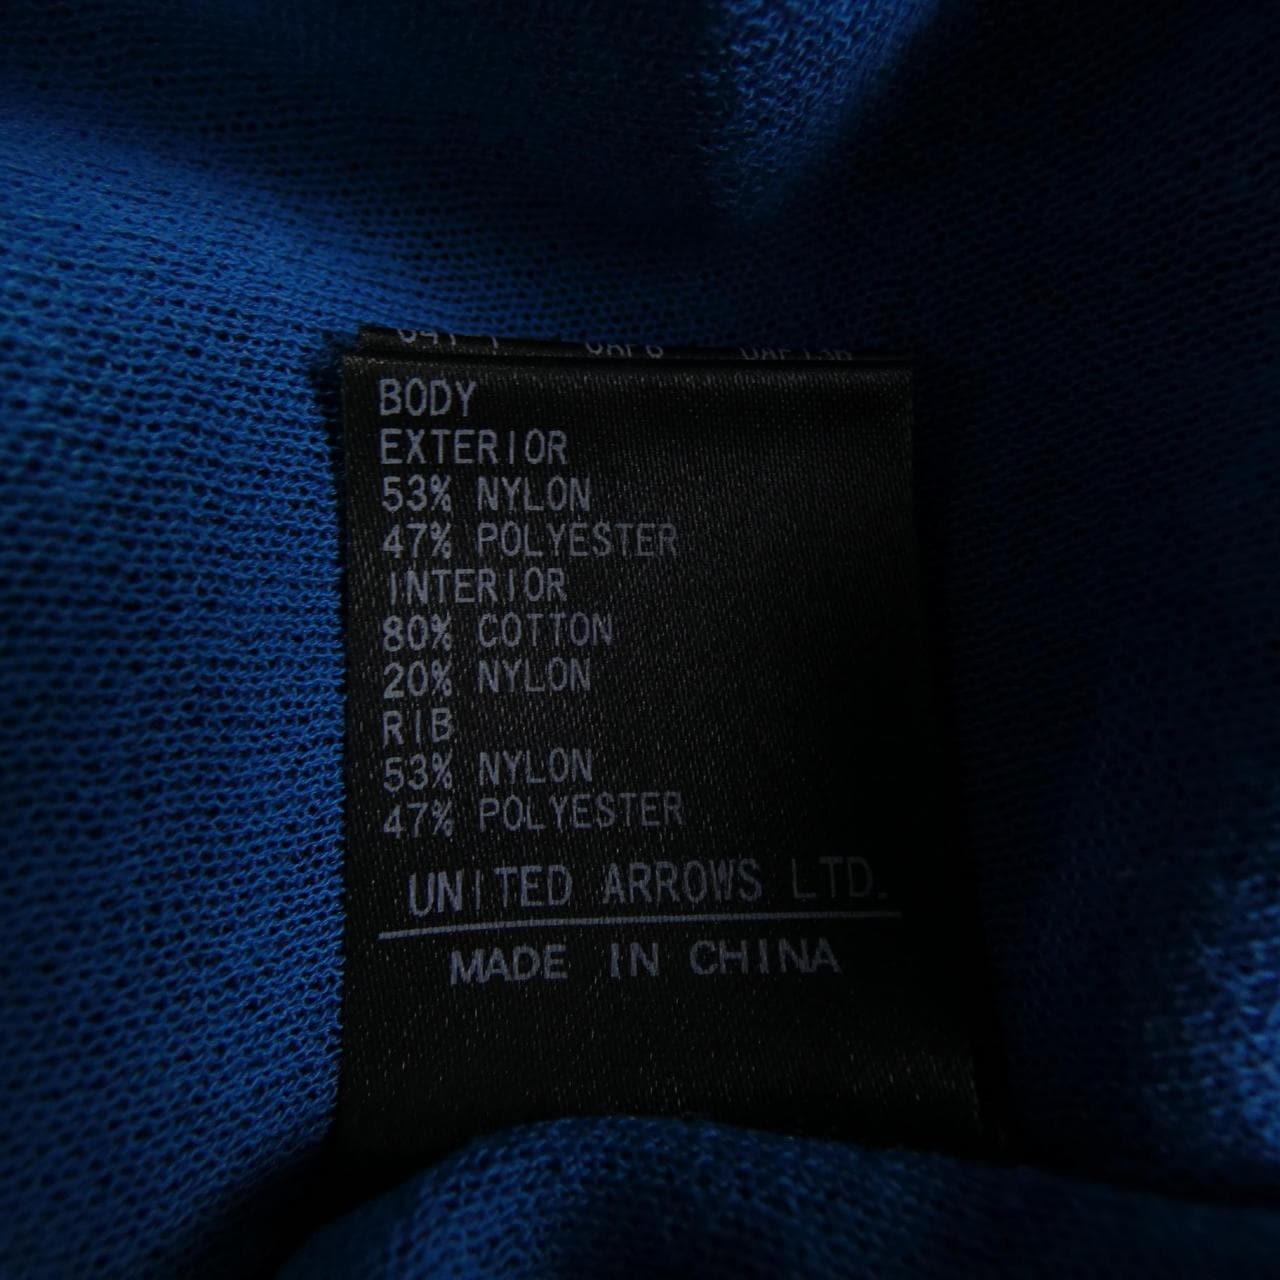 BODY
EXTERIOR
53% NYLON
47% POLYESTER
INTERIOR
80% COTTON
20% NYLON
RIB
53% NYLON
47% POLYESTER
UNITED ARROWS LTD.
MADE IN CHINA